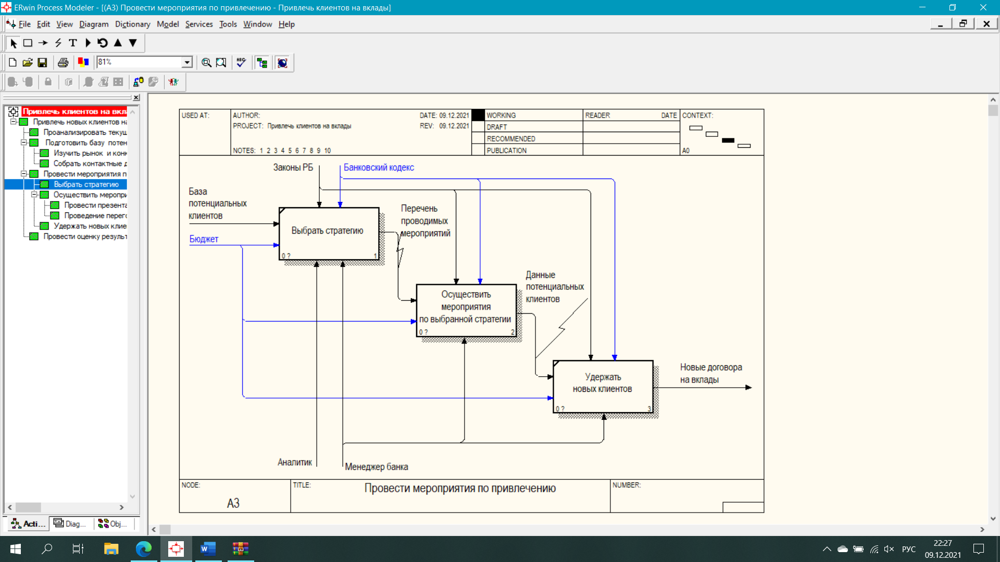 ERwin Process Modeler - [(A3) Провести мероприятия по привлечению - Привлечь клиентов на вклады]
File Edit View Diagram Dictionary Model Services Tools Window Help
T
81%
ABC
Привлечь клиентов на вкл
Привлечь новых клиентов на
Проанализировать текущ
Подготовить базу потен
Изучить рынок и конк
Собрать контактные д
Провести мероприятия п
Выбрать стратегию
Осуществить меропри
Провести презента
Проведение перего
Удержать новых клие
Провести оценку результ
Acti... Diag... Obj...
USED AT:
AUTHOR:
DATE: 09.12.2021
PROJECT: Привлечь клиентов на вклады
REV: 09.12.2021
NOTES: 1 2 3 4 5 6 7 8 9 10
WORKING
DRAFT
RECOMMENDED
PUBLICATION
READER DATE
CONTEXT:
A0
Законы РБ
Банковский кодекс
База
потенциальных
клиентов
Бюджет
Выбрать стратегию
0 ? 1
Перечень
проводимых
мероприятий
Осуществить
мероприятия
по выбранной стратегии
0 ? 2
Данные
потенциальных
клиентов
Удержать
новых клиентов
0 ? 3
Новые договора
на вклады
Аналитик
Менеджер банка
NODE:
A3
TITLE:
Провести мероприятия по привлечению
NUMBER:
W
РУС
22:27
09.12.2021